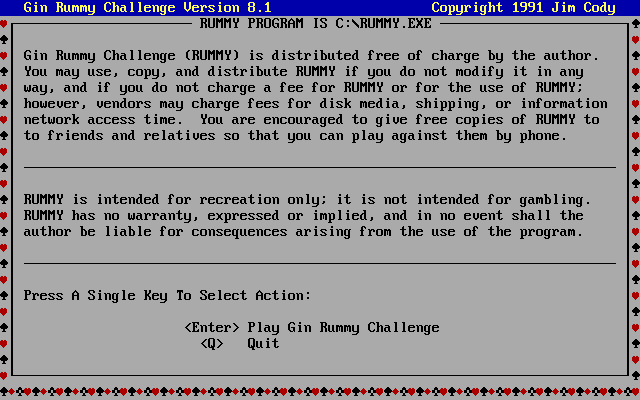 Gin Rummy Challenge Version 8.1 Copyright 1991 Jim Cody
RUMMY PROGRAM IS C:\RUMMY.EXE
Gin Rummy Challenge (RUMMY) is distributed free of charge by the author.
You may use, copy, and distribute RUMMY if you do not modify it in any
way, and if you do not charge a fee for RUMMY or for the use of RUMMY;
however, vendors may charge fees for disk media, shipping, or information
network access time.  You are encouraged to give free copies of RUMMY to
to friends and relatives so that you can play against them by phone.
RUMMY is intended for recreation only; it is not intended for gambling.
RUMMY has no warranty, expressed or implied, and in no event shall the
author be liable for consequences arising from the use of the program.
Press A Single Key To Select Action:
<Enter> Play Gin Rummy Challenge
<Q> Quit